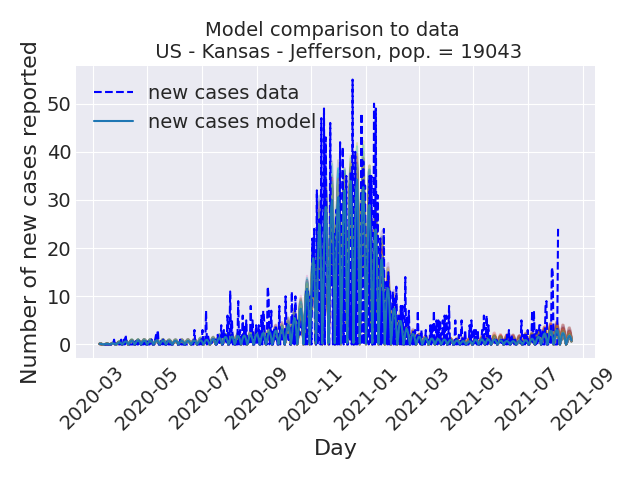 Model comparison to data
US - Kansas - Jefferson, pop. = 19043
Number of new cases reported
50
40
30
20
10
0
new cases data
new cases model
2020-03
2020-05
2020-07
2020-09
2020-11
2021-01
2021-03
2021-05
2021-07
2021-09
Day